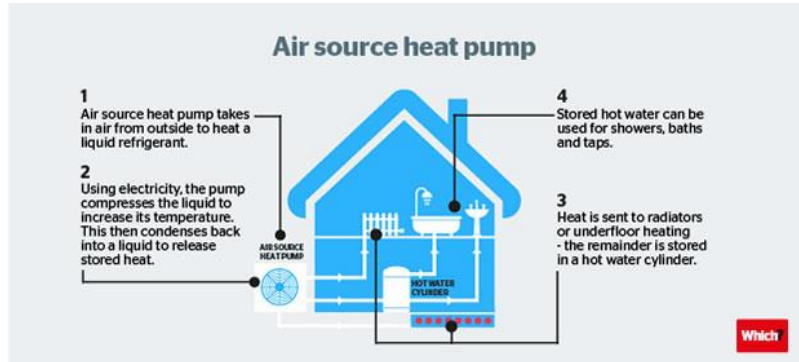 Air source heat pump
1
Air source heat pump takes
in air from outside to heat a
liquid refrigerant.
2
Using electricity, the pump
compresses the liquid to
increase its temperature.
This then condenses back
into a liquid to release
stored heat.
AIR SOURCE
HEAT PUMP
HOT WATER
CYLINDER
4
Stored hot water can be
used for showers, baths
and taps.
3
Heat is sent to radiators
or underfloor heating
- the remainder is stored
in a hot water cylinder.
Which?